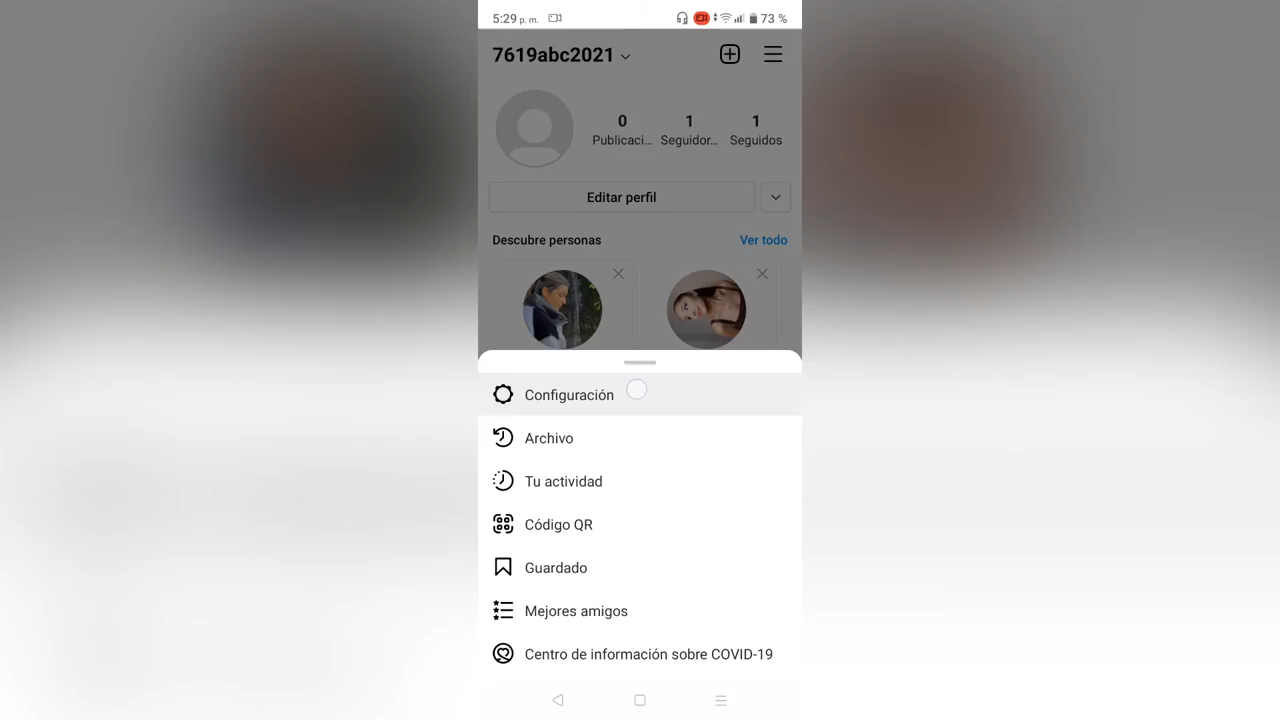 5:29 p. m. 73 %
7619abc2021
0 1 1
Publicaci... Seguidor... Seguidos
Editar perfil
Descubre personas Ver todo
Configuración
Archivo
Tu actividad
Código QR
Guardado
Mejores amigos
Centro de información sobre COVID-19